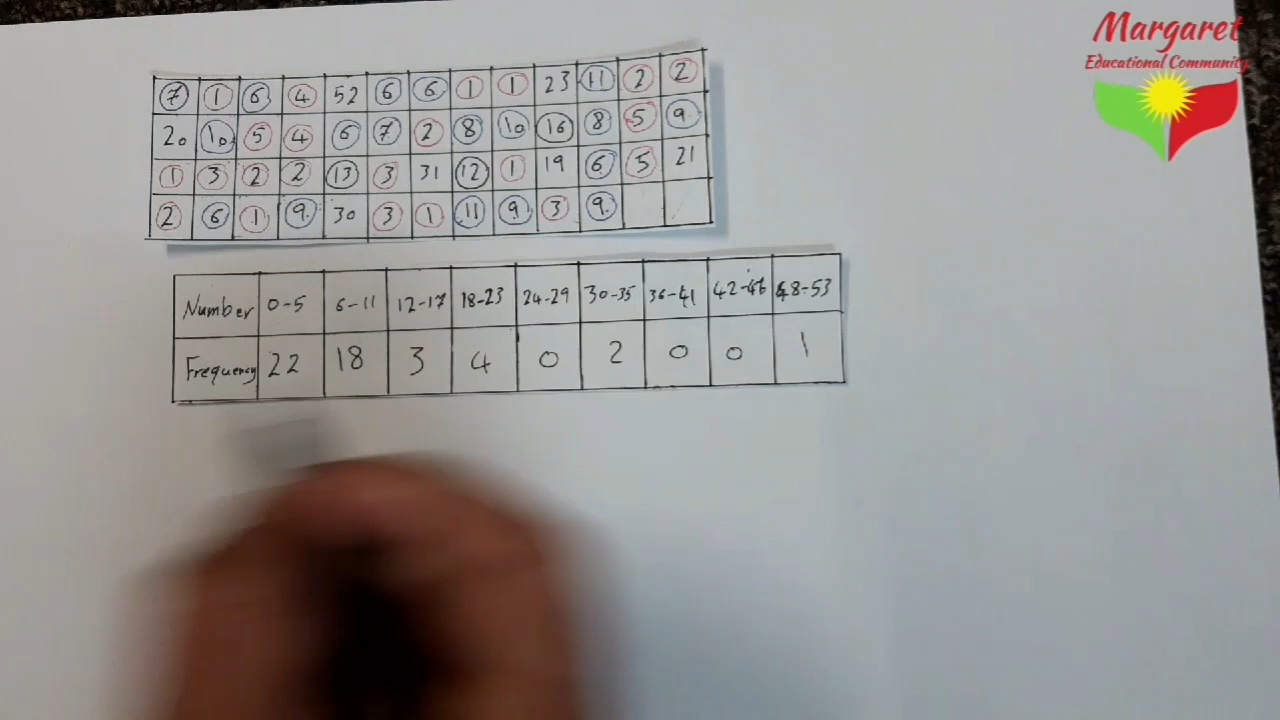 Margaret
Educational Community
7 1 6 4 52 6 6 1 1 23 11 2 2
20 10 5 4 6 7 2 8 10 16 8 5 9
1 3 2 2 13 3 31 12 1 19 6 5 21
2 6 1 9 30 3 1 11 9 3 9
Number 0-5 6-11 12-17 18-23 24-29 30-35 36-41 42-46 48-53
Frequency 22 18 3 4 0 2 0 0 1